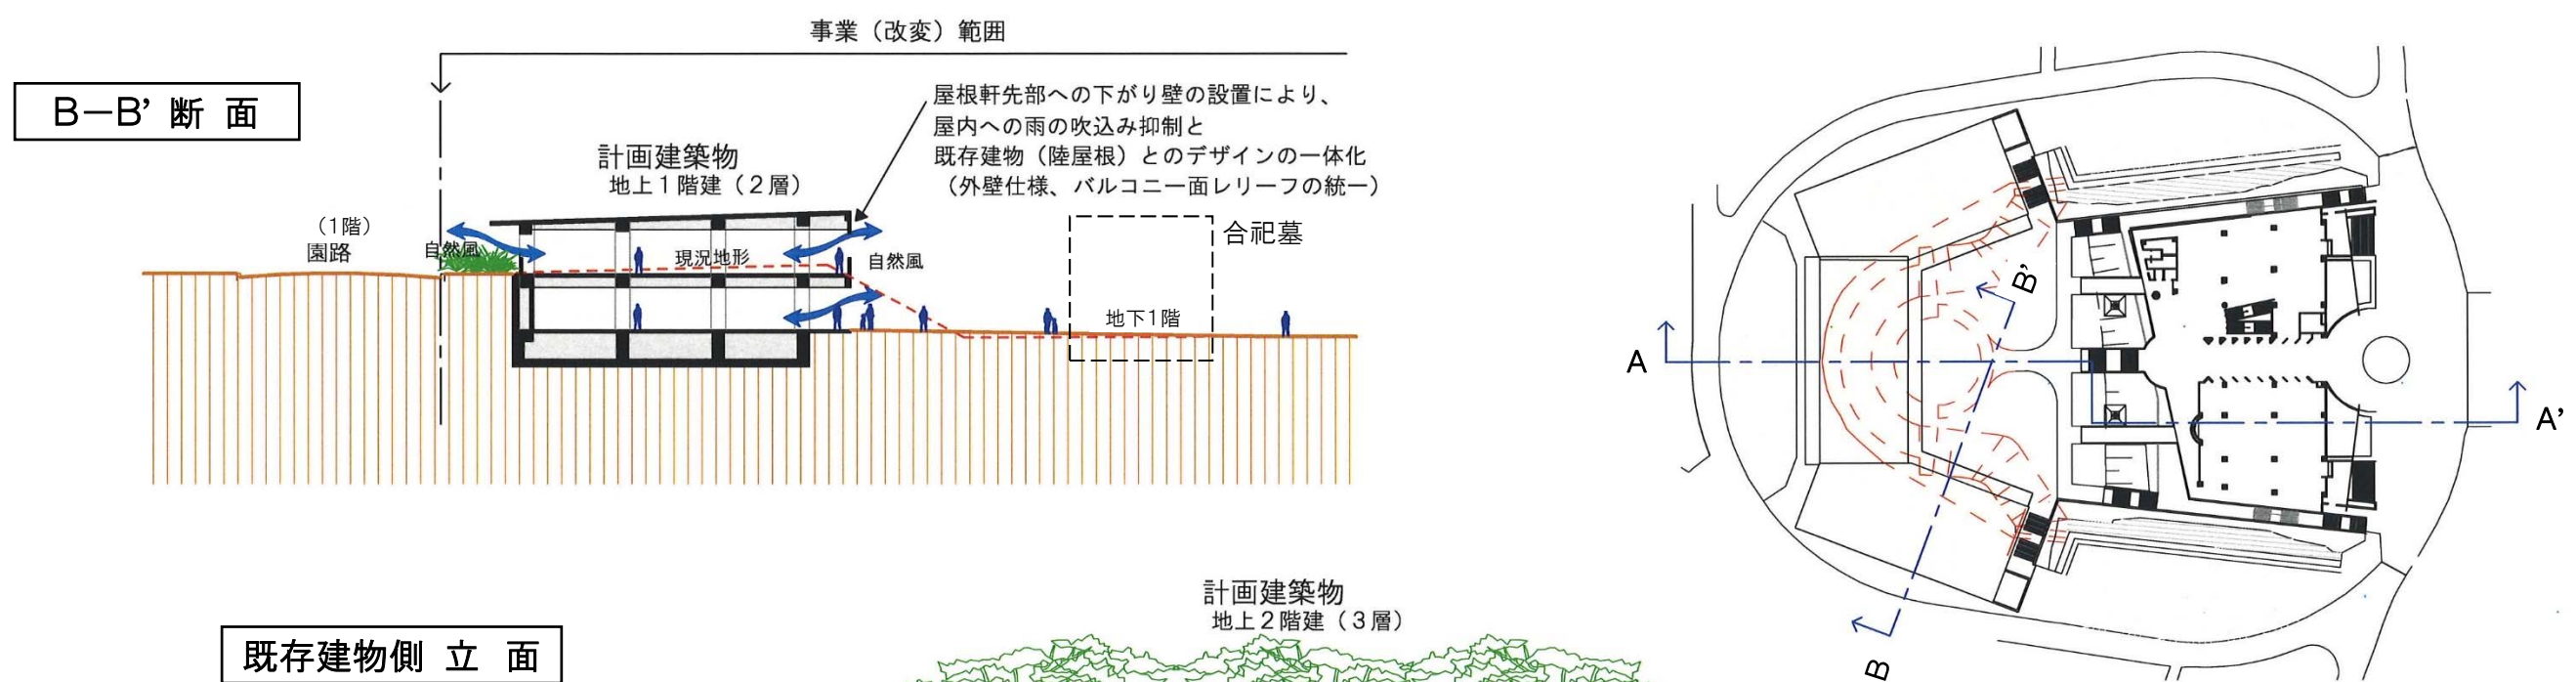 事業（改変）範囲
B－B’ 断 面
屋根軒先部への下がり壁の設置により、
屋内への雨の吹込み抑制と
既存建物（陸屋根）とのデザインの一体化
（外壁仕様、バルコニー面レリーフの統一）
計画建築物
地上１階建（２層）
（1階）
園路
自然風
現況地形
自然風
合祀墓
地下1階
計画建築物
地上２階建（３層）
既存建物側 立 面
A
A’
B’
B